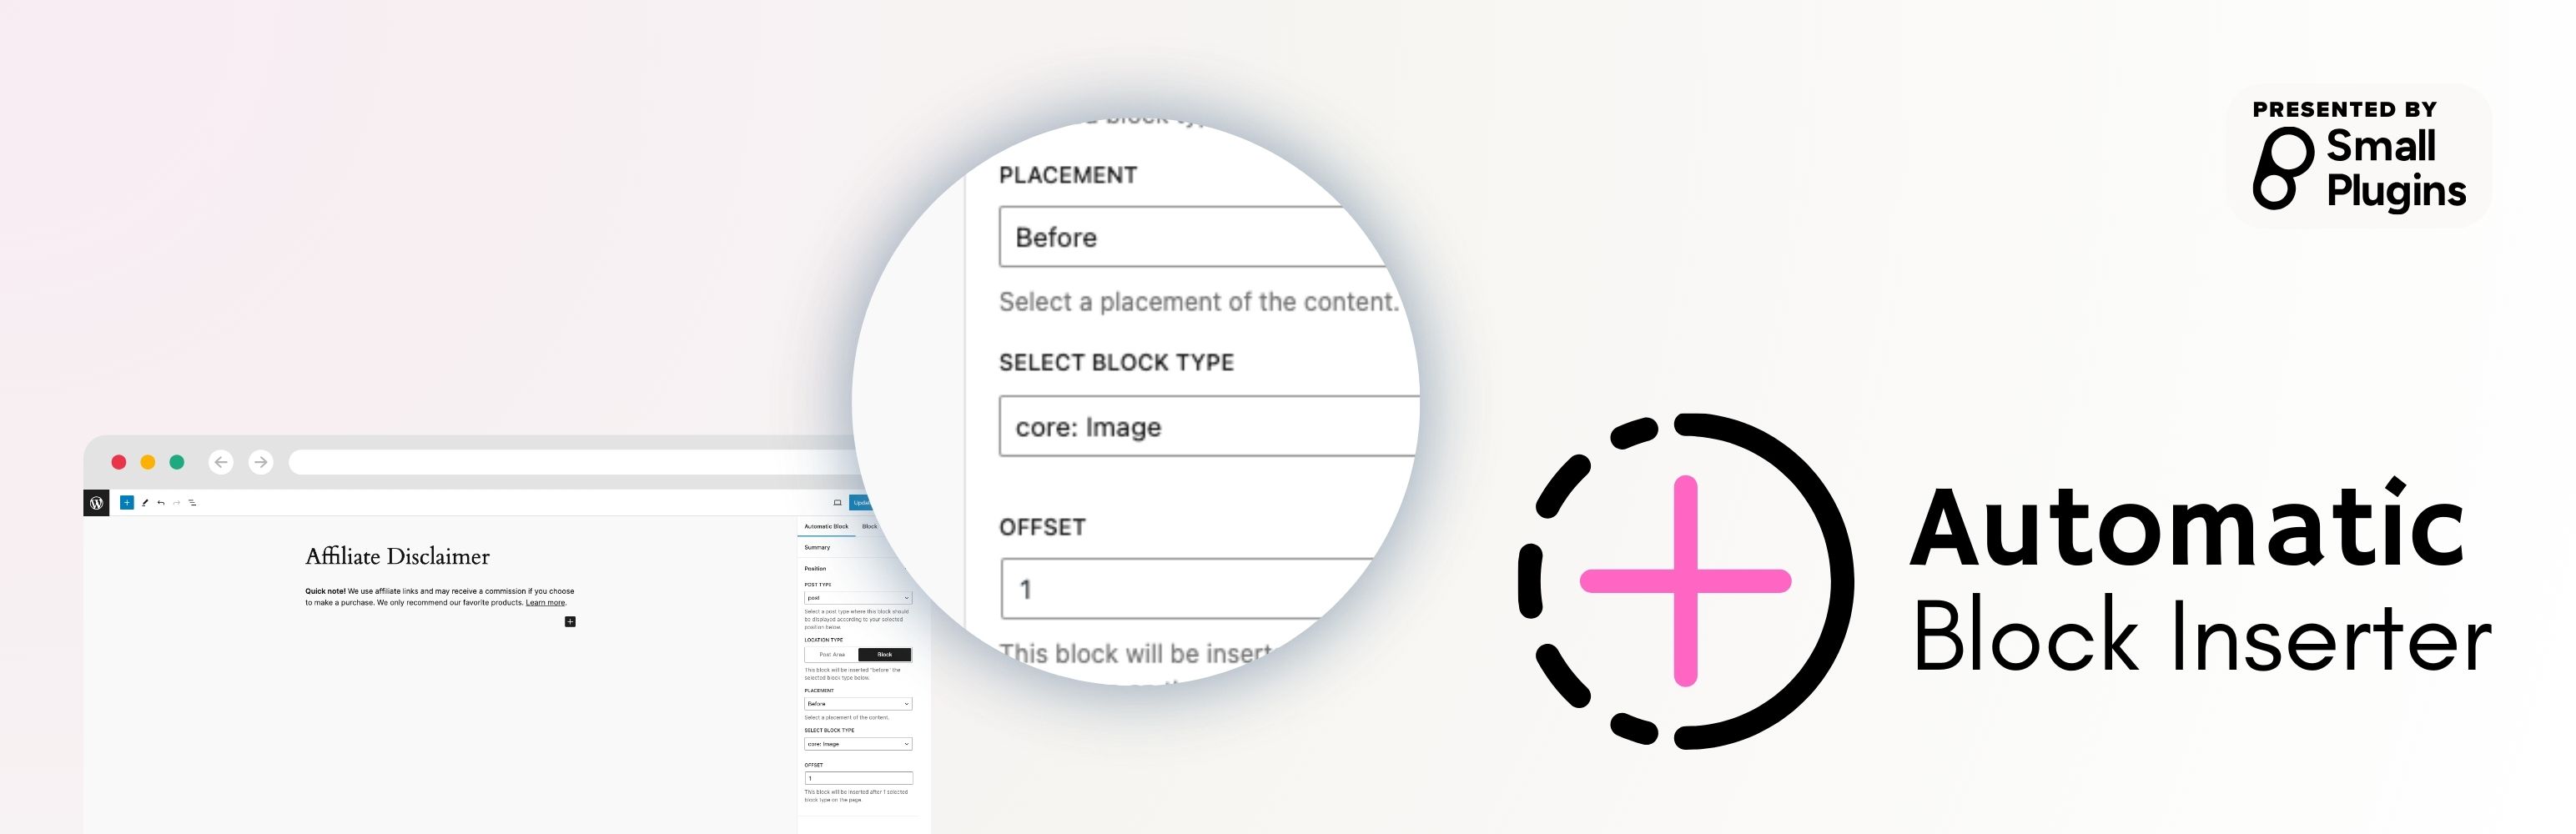 PRESENTED BY
Small
Plugins
PLACEMENT
Before
Select a placement of the content.
SELECT BLOCK TYPE
core: Image
OFFSET
1
This block will be insert
Automatic
Block Inserter
Automatic Block
Block
Summary
Position
POST TYPE
post
Select a post type where this block should
be displayed according to your selected
position below.
LOCATION TYPE
Post Area
Block
This block will be inserted "before" the
selected block type below.
PLACEMENT
Before
Select a placement of the content.
SELECT BLOCK TYPE
core: Image
OFFSET
1
This block will be inserted after 1 selected
block type on the page.
Affiliate Disclaimer
Quick note! We use affiliate links and may receive a commission if you choose
to make a purchase. We only recommend our favorite products. Learn more.